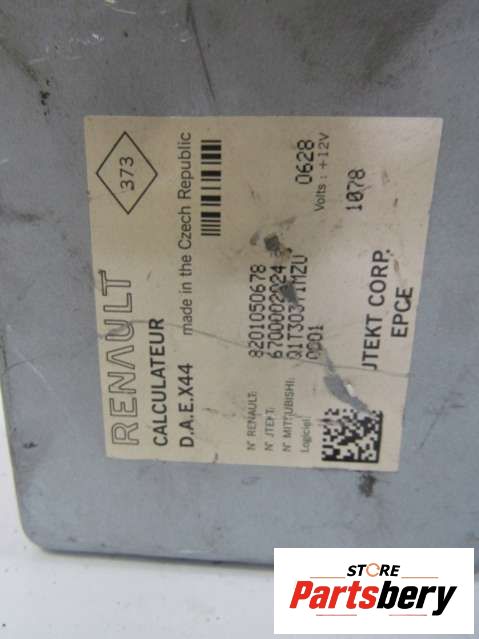 373
RENAULT
CALCULATEUR
D.A.E.X44 made in the Czech Republic
N° RENAULT: 8201050678
N° JTEKT: 6700002024
N° MITSUBISHI:
Logiciel: 0001
0628
Volts : +12V
1078
JTEKT CORP.
EPCE
STORE
Partsbery